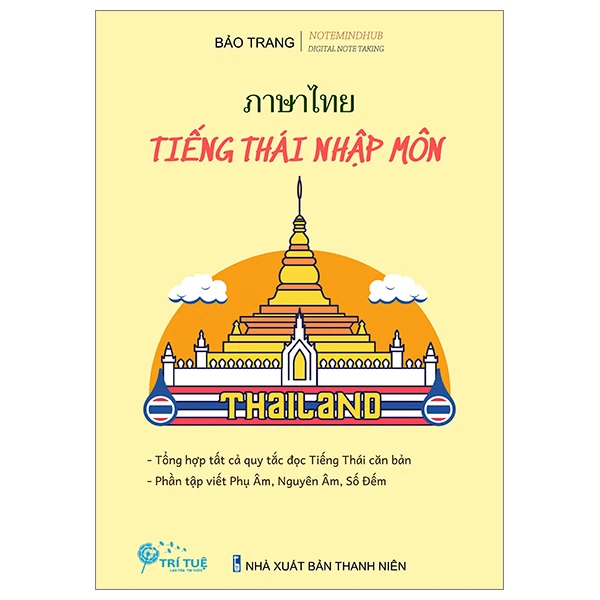 BẢO TRANG
NOTEMINDHUB
DIGITAL NOTE TAKING
ภาษาไทย
TIẾNG THÁI NHẬP MÔN
THAILAND
- Tổng hợp tất cả quy tắc đọc Tiếng Thái căn bản
- Phần tập viết Phụ Âm, Nguyên Âm, Số Đếm
TRÍ TUỆ
NHÀ XUẤT BẢN THANH NIÊN